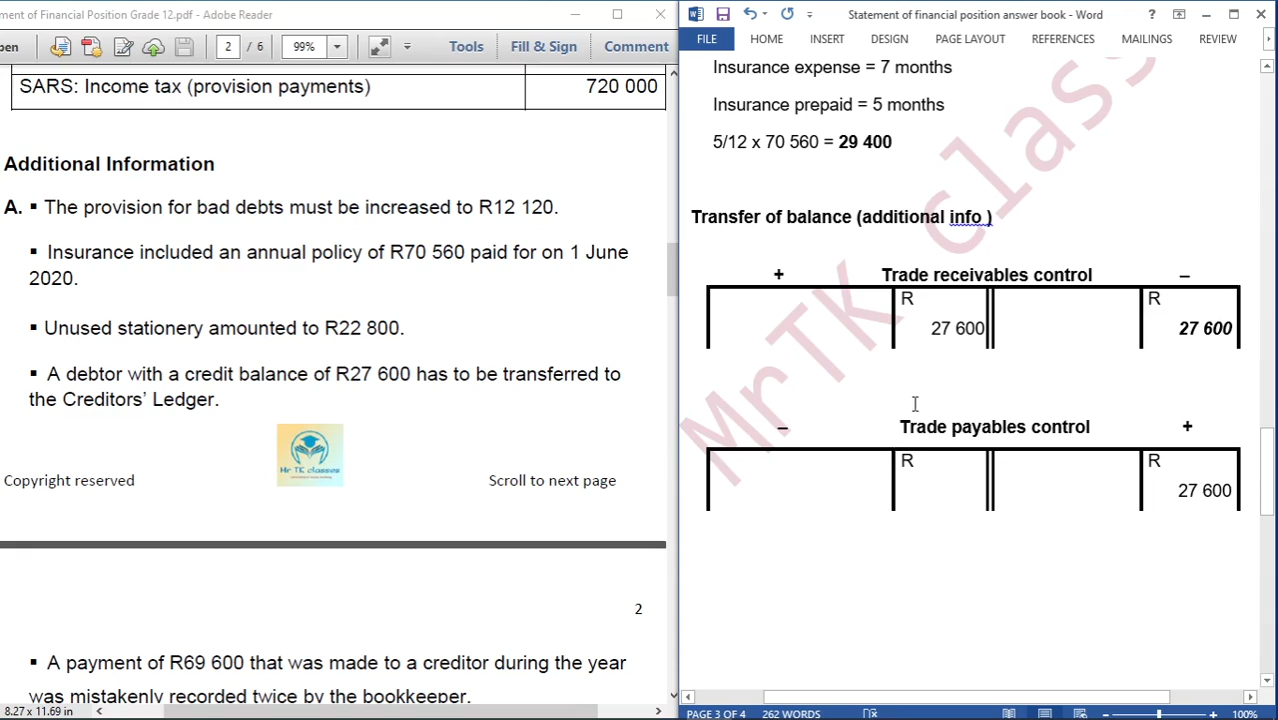 ment of Financial Position Grade 12.pdf - Adobe Reader
pen
2 / 6
99%
Tools
Fill & Sign
Comment
SARS: Income tax (provision payments) 720 000
Additional Information
A. ▪ The provision for bad debts must be increased to R12 120.
▪ Insurance included an annual policy of R70 560 paid for on 1 June
2020.
▪ Unused stationery amounted to R22 800.
▪ A debtor with a credit balance of R27 600 has to be transferred to
the Creditors’ Ledger.
Mr TK classes
Copyright reserved
Scroll to next page
2
▪ A payment of R69 600 that was made to a creditor during the year
was mistakenly recorded twice by the bookkeeper.
8.27 x 11.69 in
Statement of financial position answer book - Word
?
FILE HOME INSERT DESIGN PAGE LAYOUT REFERENCES MAILINGS REVIEW
Insurance expense = 7 months
Insurance prepaid = 5 months
5/12 x 70 560 = 29 400
Transfer of balance (additional info )
+ Trade receivables control –
R R
27 600 27 600
– Trade payables control +
R R
27 600
MrTK class
PAGE 3 OF 4 262 WORDS
100%